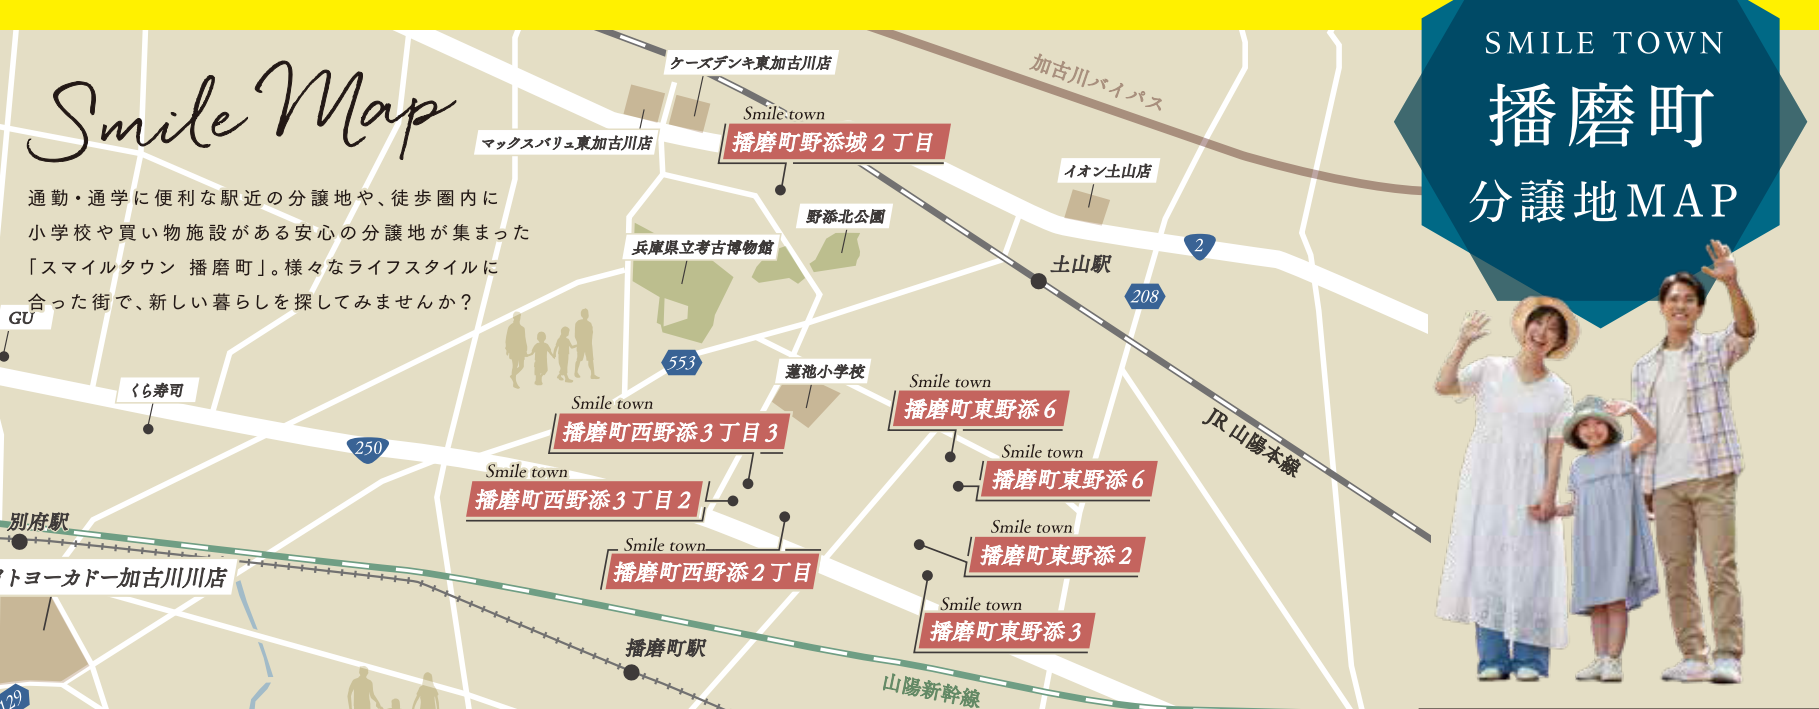 Smile Map
通勤・通学に便利な駅近の分譲地や、徒歩圏内に
小学校や買い物施設がある安心の分譲地が集まった
「スマイルタウン 播磨町」。様々なライフスタイルに
合った街で、新しい暮らしを探してみませんか？
SMILE TOWN
播磨町
分譲地MAP
ケーズデンキ東加古川店
加古川バイパス
マックスバリュ東加古川店
Smile town
播磨町野添城２丁目
イオン土山店
野添北公園
兵庫県立考古博物館
2
土山駅
208
GU
553
くら寿司
蓮池小学校
250
Smile town
播磨町西野添３丁目３
Smile town
播磨町東野添６
JR 山陽本線
Smile town
播磨町西野添３丁目２
Smile town
播磨町東野添６
別府駅
Smile town
播磨町西野添２丁目
Smile town
播磨町東野添２
トヨーカドー加古川川店
Smile town
播磨町東野添３
播磨町駅
山陽新幹線
129